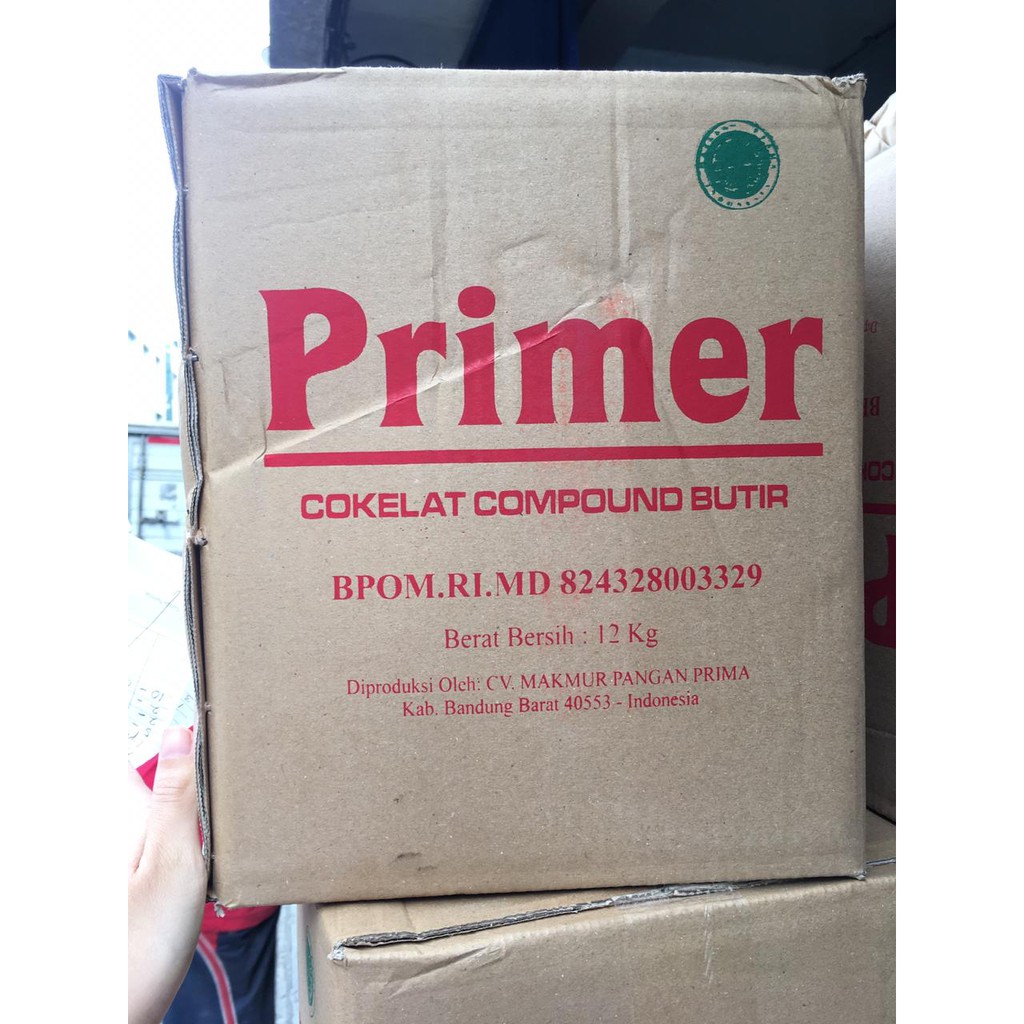 Primer
COKELAT COMPOUND BUTIR
BPOM.RI.MD 824328003329
Berat Bersih : 12 Kg
Diproduksi Oleh: CV. MAKMUR PANGAN PRIMA
Kab. Bandung Barat 40553 - Indonesia